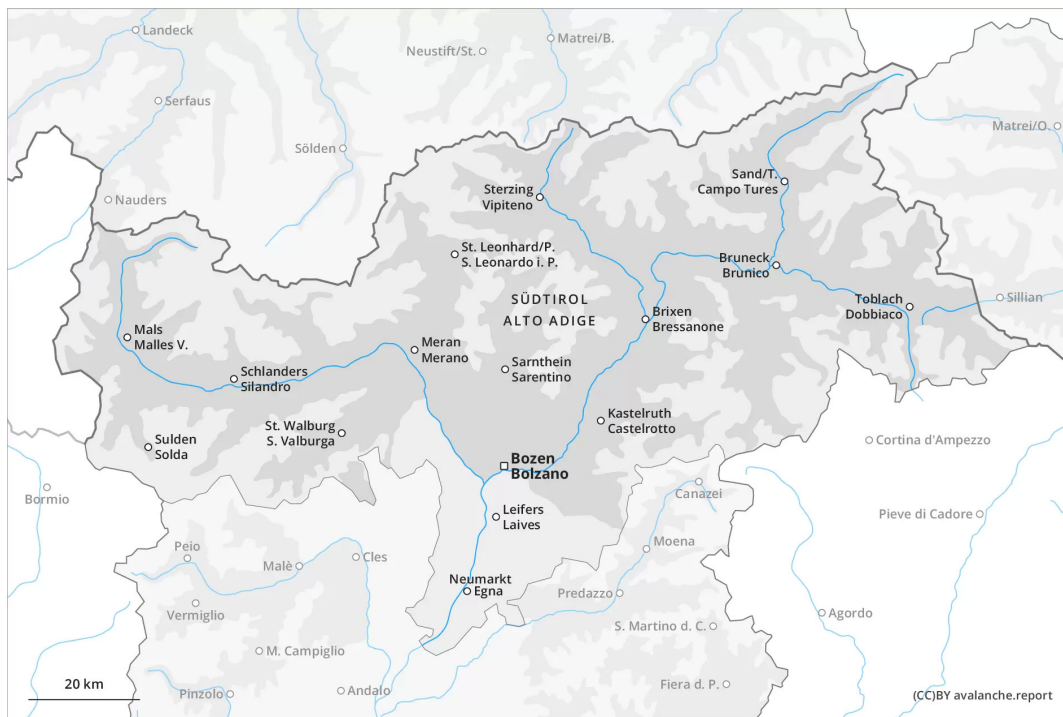 Landeck
Matrei/B.
Neustift/St.
Serfaus
Matrei/O.
Sölden
Sand/T.
Campo Tures
Sterzing
Vipiteno
Nauders
St. Leonhard/P.
S. Leonardo i. P.
Bruneck
Brunico
SÜDTIROL
ALTO ADIGE
Toblach
Dobbiaco
Sillian
Brixen
Bressanone
Mals
Malles V.
Meran
Merano
Sarnthein
Sarentino
Schlanders
Silandro
Kastelruth
Castelrotto
St. Walburg
S. Valburga
Sulden
Solda
Cortina d'Ampezzo
Bozen
Bolzano
Bormio
Canazei
Leifers
Laives
Pieve di Cadore
Peio
Malè
Cles
Moena
Neumarkt
Egna
Predazzo
Vermiglio
Agordo
S. Martino d. C.
M. Campiglio
20 km
Pinzolo
Andalo
Fiera d. P.
(CC)BY avalanche.report